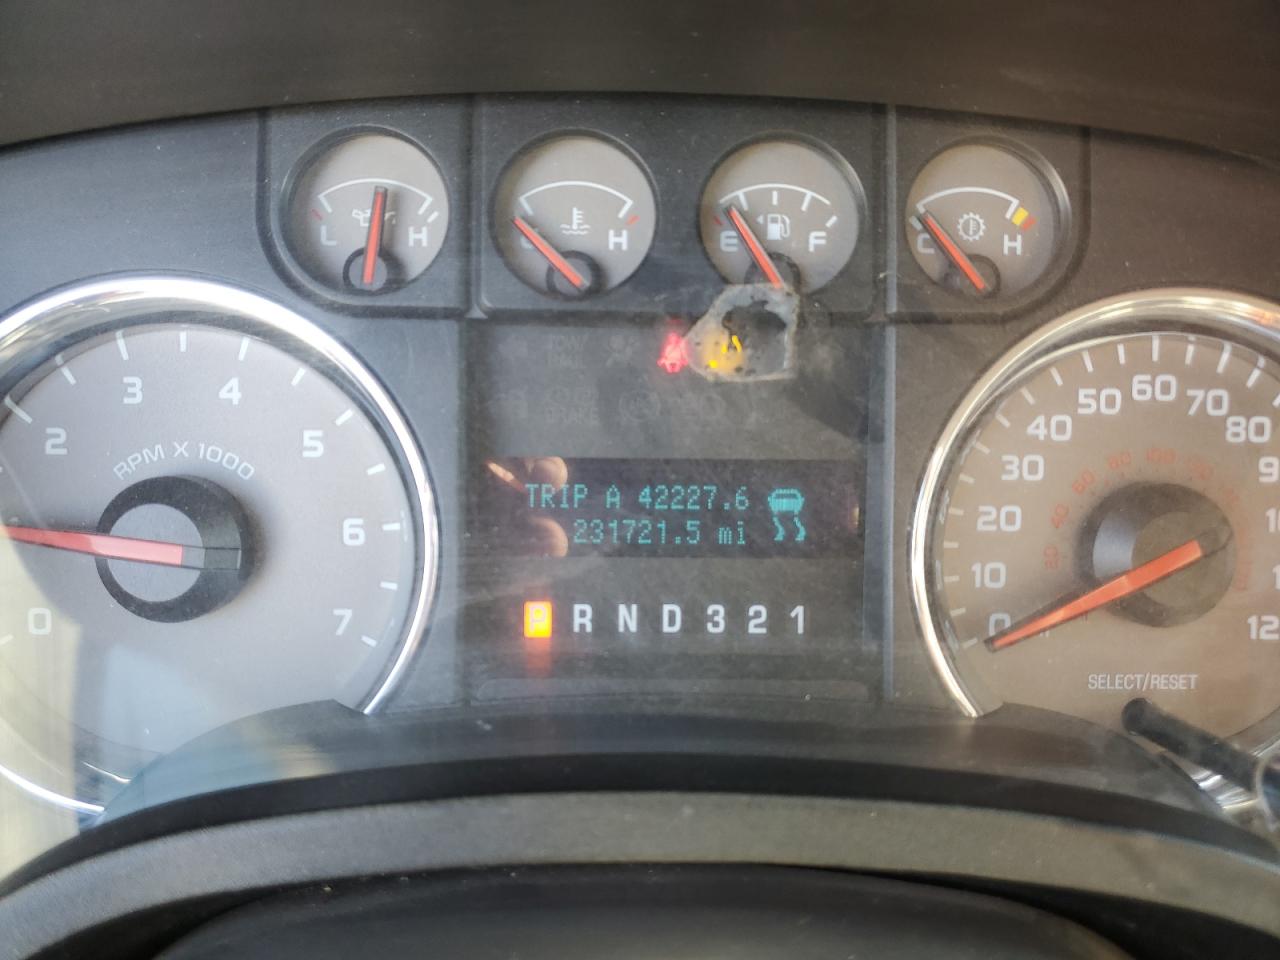 L H
C H
E F
C H
0 2 3 4 5 6 7
RPM X 1000
TRIP A 42227.6
231721.5 mi
P R N D 3 2 1
0 10 20 30 40 50 60 70 80
SELECT/RESET